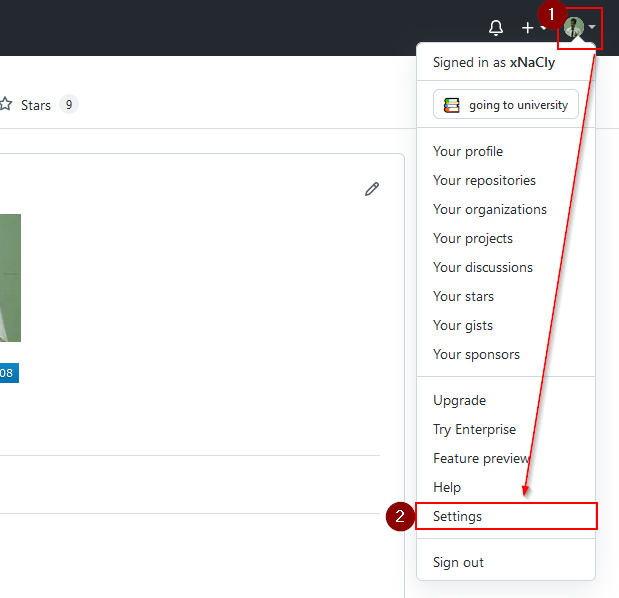 1
Signed in as xNaCly
Stars 9
going to university
Your profile
Your repositories
Your organizations
Your projects
Your discussions
Your stars
Your gists
Your sponsors
08
Upgrade
Try Enterprise
Feature preview
Help
2 Settings
Sign out